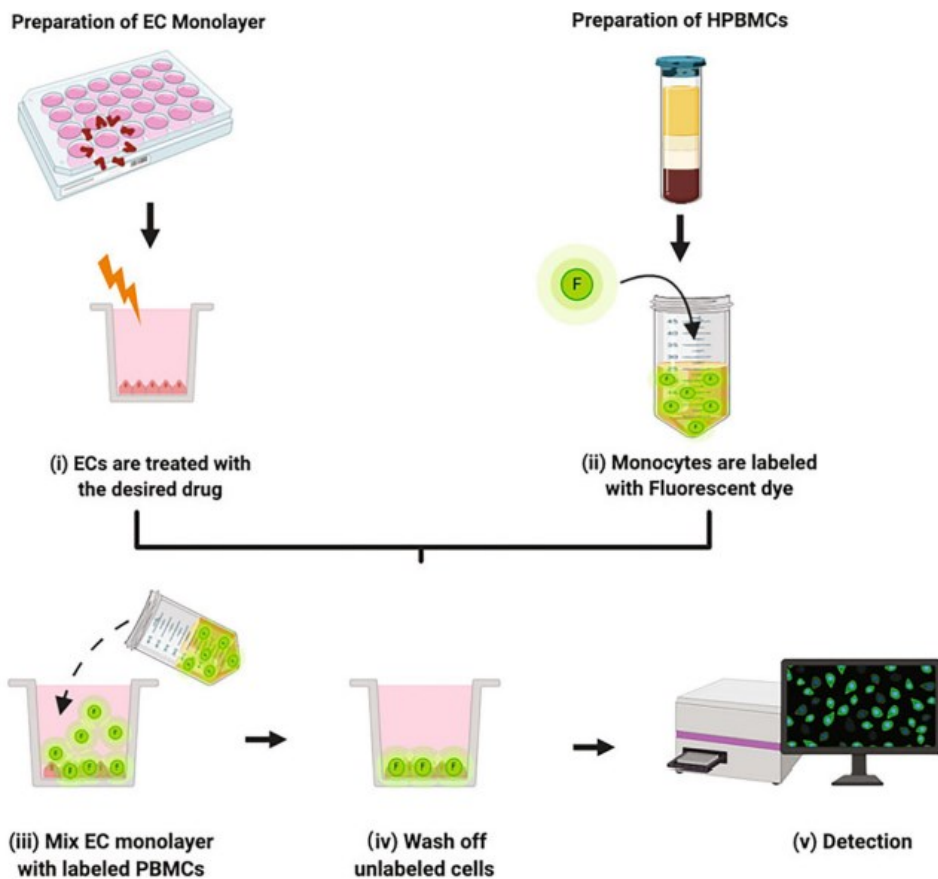 Preparation of EC Monolayer
Preparation of HPBMCs
F
(i) ECs are treated with
the desired drug
(ii) Monocytes are labeled
with Fluorescent dye
F
F
F
F
F
F
F
F
F
F
F
F
F
F
(iii) Mix EC monolayer
with labeled PBMCs
(iv) Wash off
unlabeled cells
(v) Detection